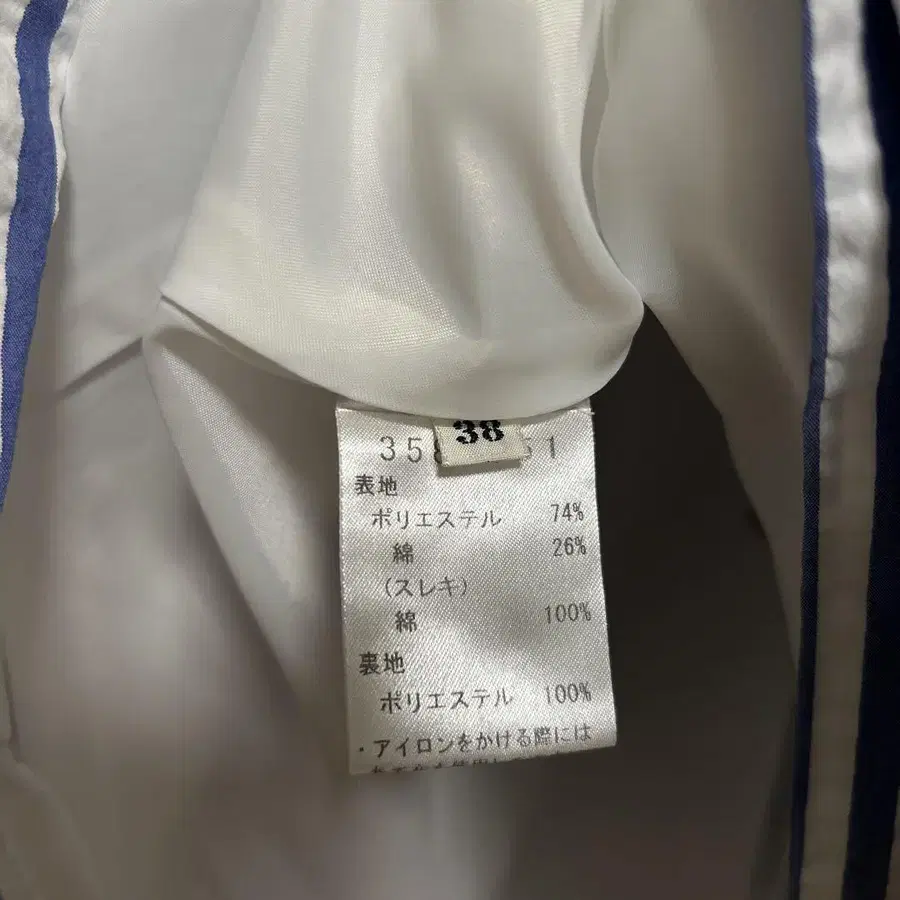 38
表地
ポリエステル 74%
綿 26%
(スレキ)
綿 100%
裏地
ポリエステル 100%
・アイロンをかける際には